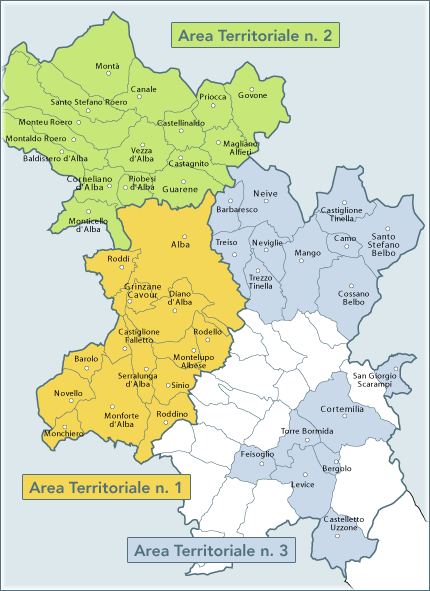 Area Territoriale n. 2
Montà
Canale
Priocca
Govone
Santo Stefano Roero
Monteu Roero
Castellinaldo
Montaldo Roero
Magliano
Alfieri
Vezza
d'Alba
Baldissero d'Alba
Castagnito
Corneliano
d'Alba
Piobesi
d'Alba
Guarene
Monticello
d'Alba
Neive
Barbaresco
Castiglione
Tinella
Treiso
Neviglie
Camo
Santo
Stefano
Belbo
Mango
Trezzo
Tinella
Cossano
Belbo
Alba
Roddi
Grinzane
Cavour
Diano
d'Alba
Castiglione
Falletto
Rodello
Barolo
Montelupo
Albese
Serralunga
d'Alba
Sinio
Novello
Monforte
d'Alba
Roddino
Monchiero
San Giorgio
Scarampi
Cortemilia
Torre Bormida
Feisoglio
Bergolo
Levice
Castelletto
Uzzone
Area Territoriale n. 1
Area Territoriale n. 3